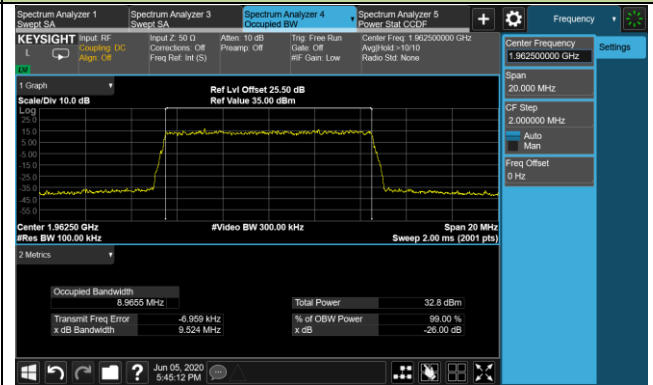 Spectrum Analyzer 1
Swept SA
Spectrum Analyzer 3
Swept SA
Spectrum Analyzer 4
Occupied BW
Spectrum Analyzer 5
Power Stat CCDF
Frequency
KEYSIGHT
L
Input: RF
Coupling: DC
Align: Off
Input Z: 50 Ω
Corrections: Off
Freq Ref: Int (S)
Atten: 10 dB
Preamp: Off
Trig: Free Run
Gate: Off
#IF Gain: Low
Center Freq: 1.962500000 GHz
Avg|Hold:>10/10
Radio Std: None
Center Frequency
1.962500000 GHz
Settings
Span
20.000 MHz
CF Step
2.000000 MHz
Auto
Man
Freq Offset
0 Hz
1 Graph
Scale/Div 10.0 dB
Ref Lvl Offset 25.50 dB
Ref Value 35.00 dBm
Log
25.0
15.0
5.00
-5.00
-15.0
-25.0
-35.0
-45.0
-55.0
Center 1.96250 GHz
#Res BW 100.00 kHz
#Video BW 300.00 kHz
Span 20 MHz
Sweep 2.00 ms (2001 pts)
2 Metrics
Occupied Bandwidth
8.9655 MHz
Total Power 32.8 dBm
Transmit Freq Error -6.959 kHz
% of OBW Power 99.00 %
x dB Bandwidth 9.524 MHz
x dB -26.00 dB
Jun 05, 2020
5:45:12 PM